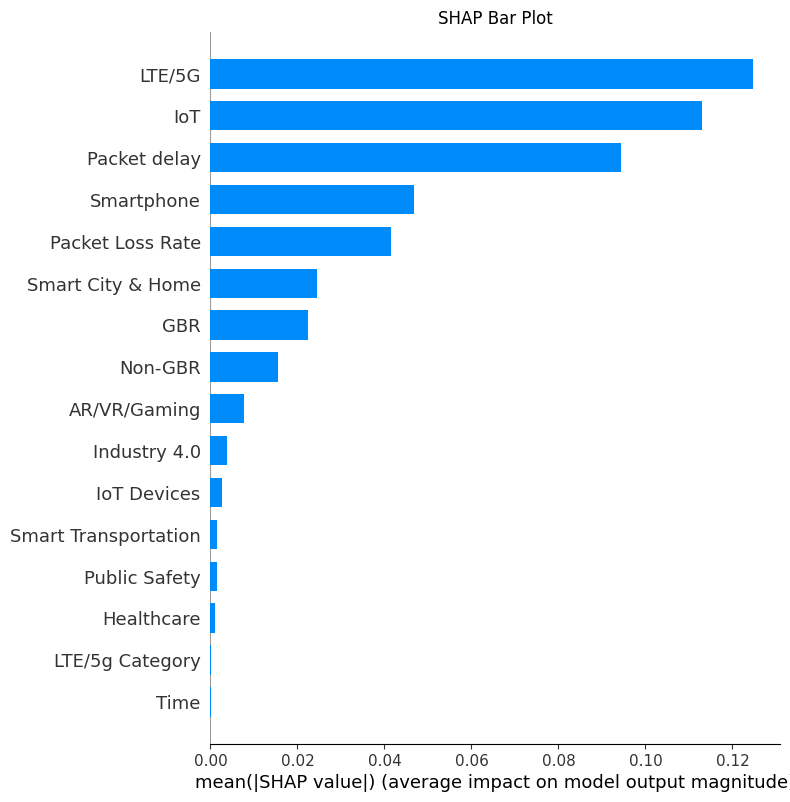 SHAP Bar Plot
LTE/5G
IoT
Packet delay
Smartphone
Packet Loss Rate
Smart City & Home
GBR
Non-GBR
AR/VR/Gaming
Industry 4.0
IoT Devices
Smart Transportation
Public Safety
Healthcare
LTE/5g Category
Time
0.00 0.02 0.04 0.06 0.08 0.10 0.12
mean(|SHAP value|) (average impact on model output magnitude